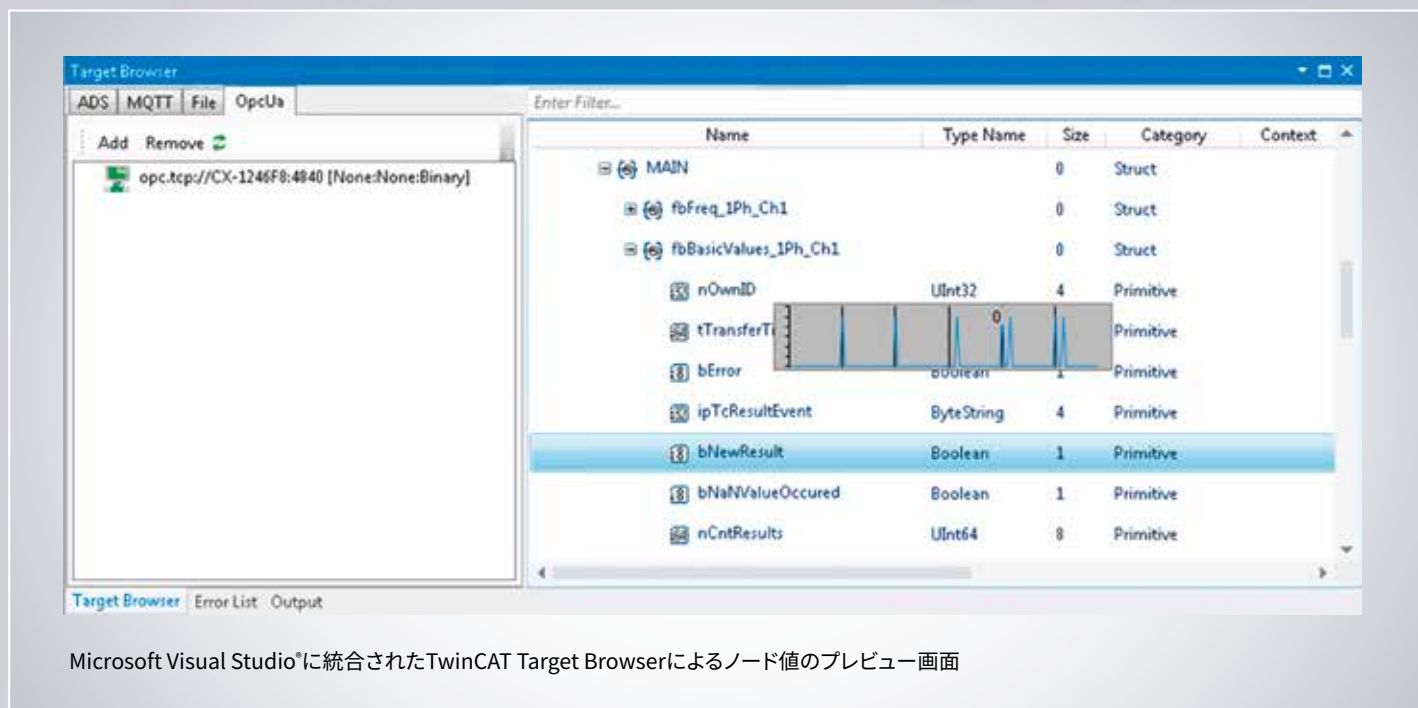 Target Browser
ADS MQTT File OpcUa
Enter Filter...
Add Remove
opc.tcp://CX-1246F8:4840 [None:None:Binary]
Name Type Name Size Category Context
MAIN 0 Struct
fbFreq_1Ph_Ch1 0 Struct
fbBasicValues_1Ph_Ch1 0 Struct
nOwnID UInt32 4 Primitive
0
Primitive
bError Boolean 1 Primitive
ipTcResultEvent ByteString 4 Primitive
bNewResult Boolean 1 Primitive
bNaNValueOccured Boolean 1 Primitive
nCntResults UInt64 8 Primitive
Target Browser Error List Output
Microsoft Visual Studio®に統合されたTwinCAT Target Browserによるノード値のプレビュー画面